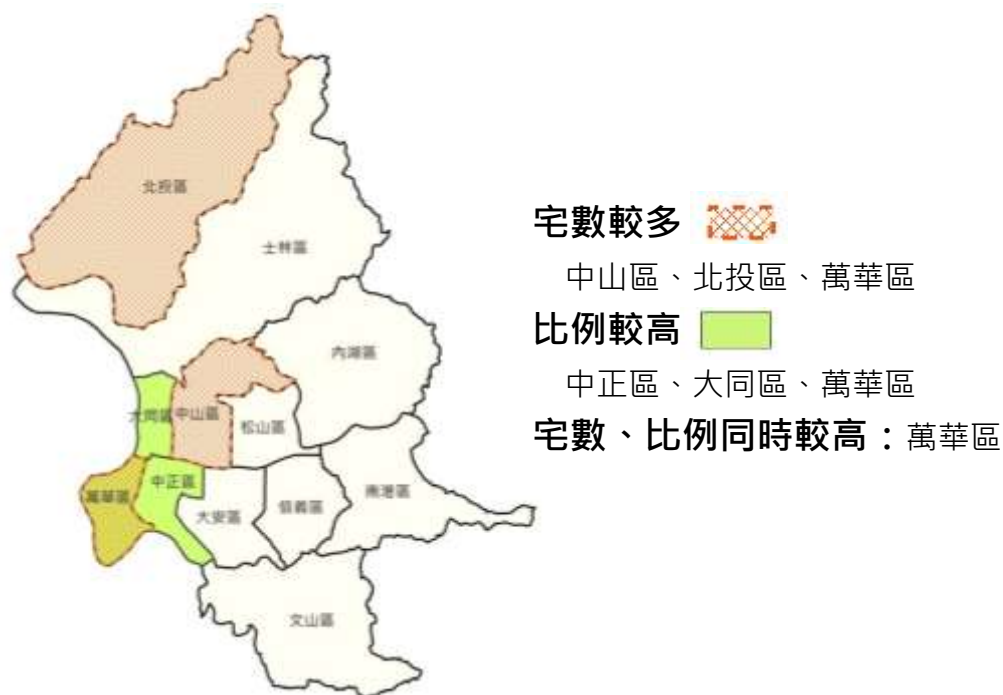 北投區
士林區
內湖區
大同區
中山區
松山區
萬華區
中正區
大安區
信義區
南港區
文山區
宅數較多
中山區、北投區、萬華區
比例較高
中正區、大同區、萬華區
宅數、比例同時較高：萬華區